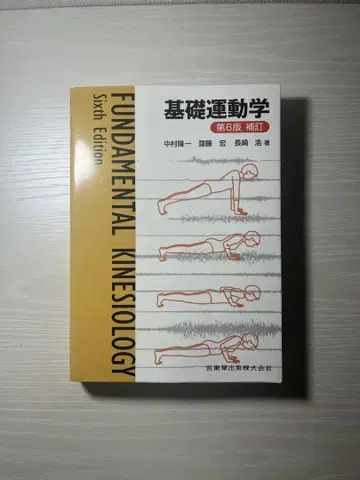 基礎運動学
第6版 補訂
中村隆一 齋藤 宏 長崎 浩 著
FUNDAMENTAL KINESIOLOGY
Sixth Edition
医歯薬出版株式会社